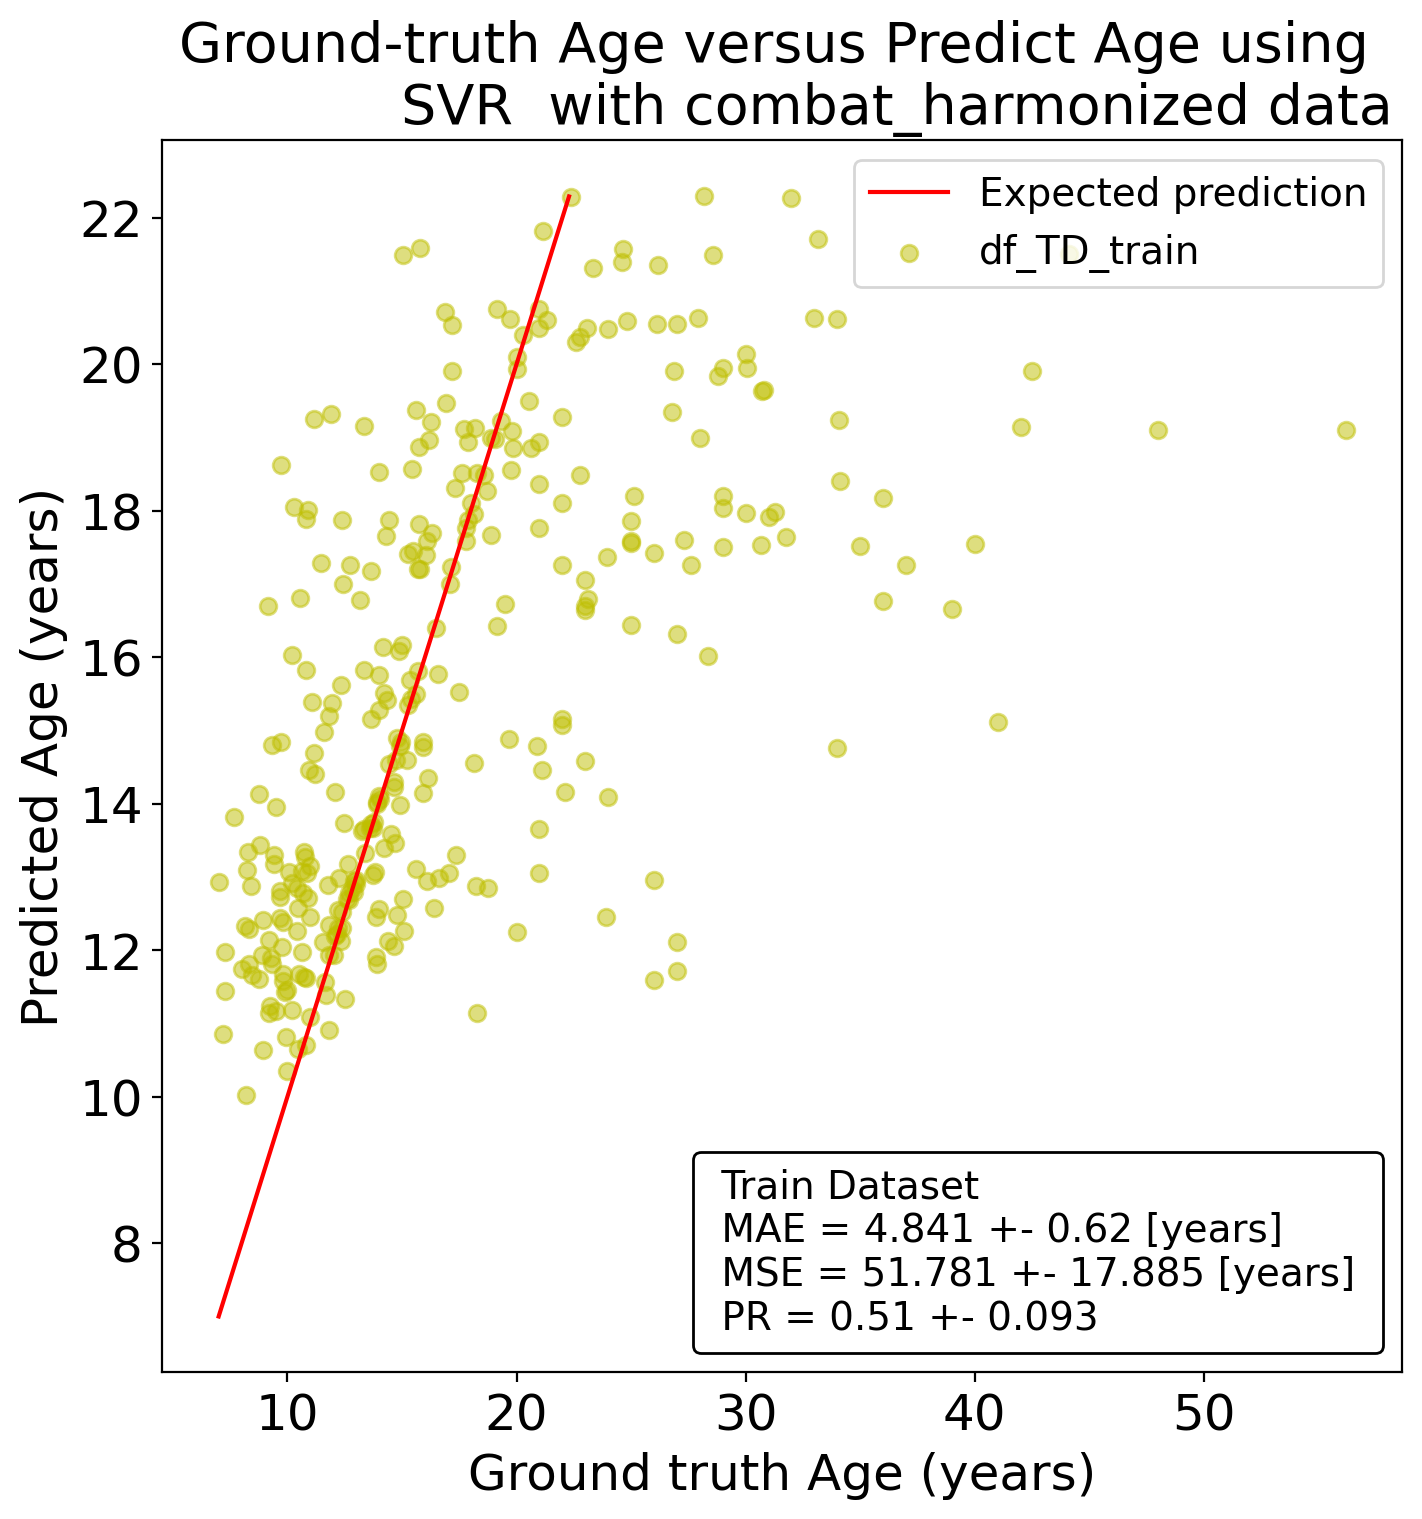 Ground-truth Age versus Predict Age using
SVR  with combat_harmonized data
Expected prediction
df_TD_train
22
20
18
16
14
12
10
8
Predicted Age (years)
Train Dataset
MAE = 4.841 +- 0.62 [years]
MSE = 51.781 +- 17.885 [years]
PR = 0.51 +- 0.093
10 20 30 40 50
Ground truth Age (years)